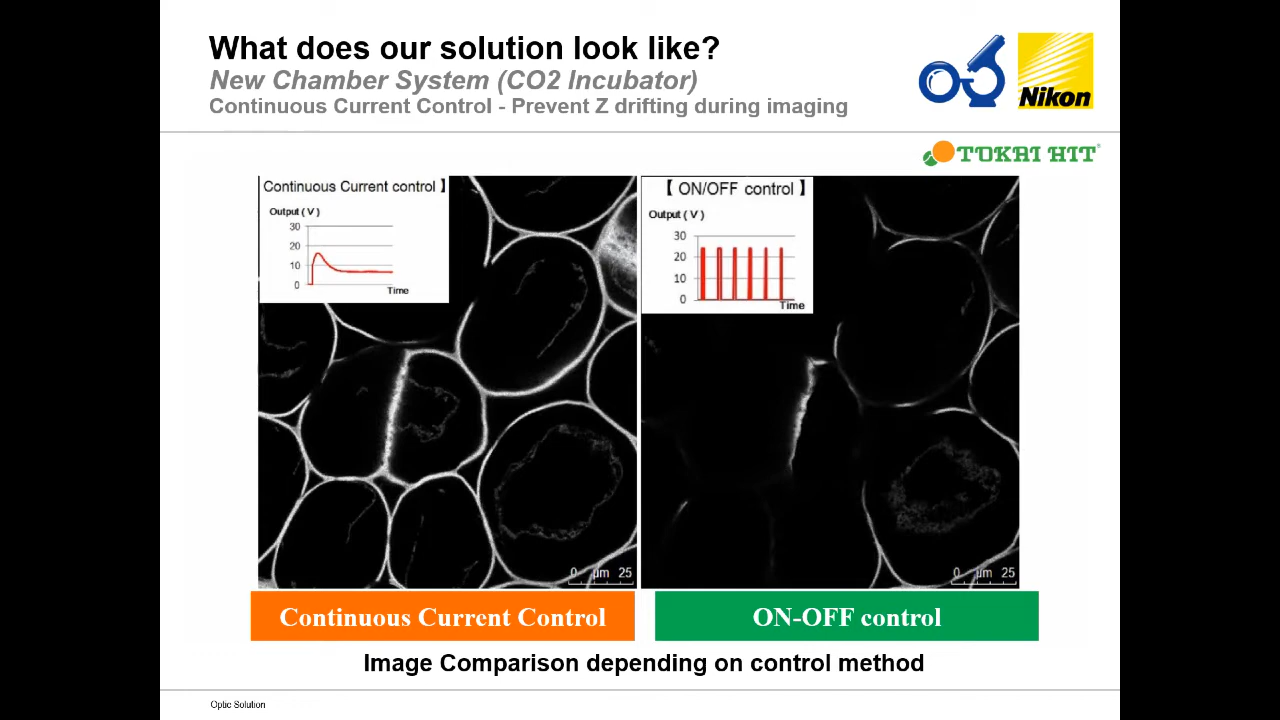 What does our solution look like?
New Chamber System (CO2 Incubator)
Continuous Current Control - Prevent Z drifting during imaging
Nikon
TOKAI HIT®
Continuous Current control 】
Output ( V )
30
20
10
0
Time
【 ON/OFF control 】
Output ( V )
30
20
10
0
Time
0 µm 25
0 µm 25
Continuous Current Control
ON-OFF control
Image Comparison depending on control method
Optic Solution